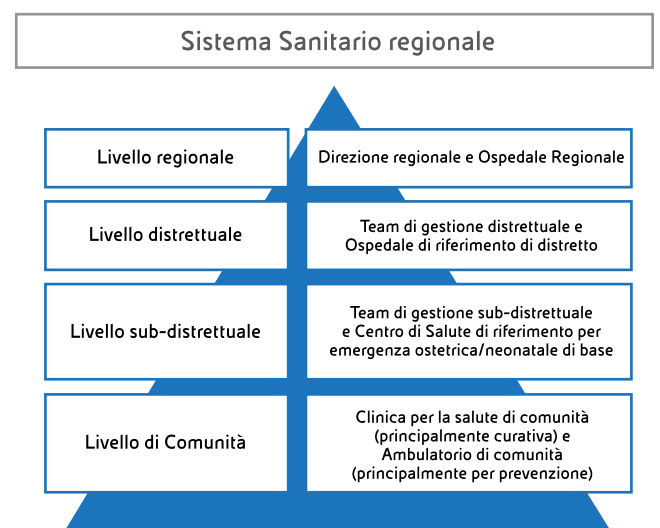 Sistema Sanitario regionale
Livello regionale
Direzione regionale e Ospedale Regionale
Livello distrettuale
Team di gestione distrettuale e
Ospedale di riferimento di distretto
Livello sub-distrettuale
Team di gestione sub-distrettuale
e Centro di Salute di riferimento per
emergenza ostetrica/neonatale di base
Livello di Comunità
Clinica per la salute di comunità
(principalmente curativa) e
Ambulatorio di comunità
(principalmente per prevenzione)